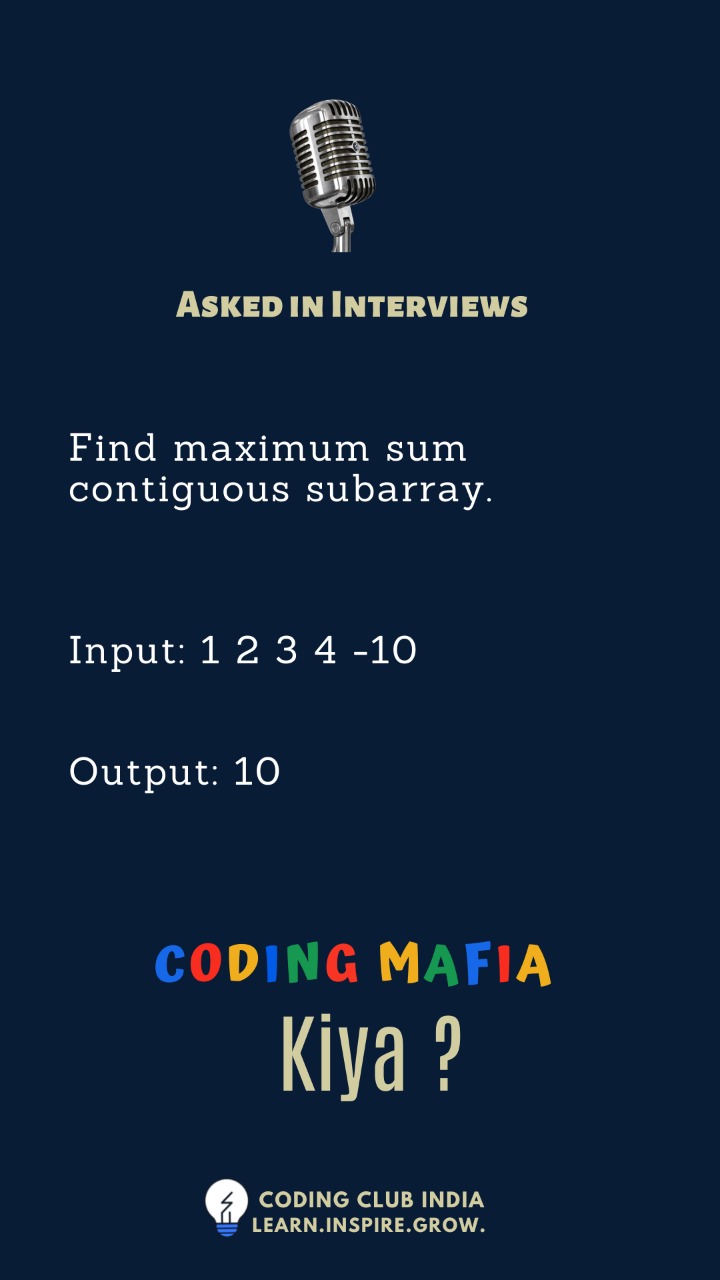 Asked in Interviews
Find maximum sum
contiguous subarray.
Input: 1 2 3 4 -10
Output: 10
CODING MAFIA
Kiya ?
CODING CLUB INDIA
LEARN.INSPIRE.GROW.